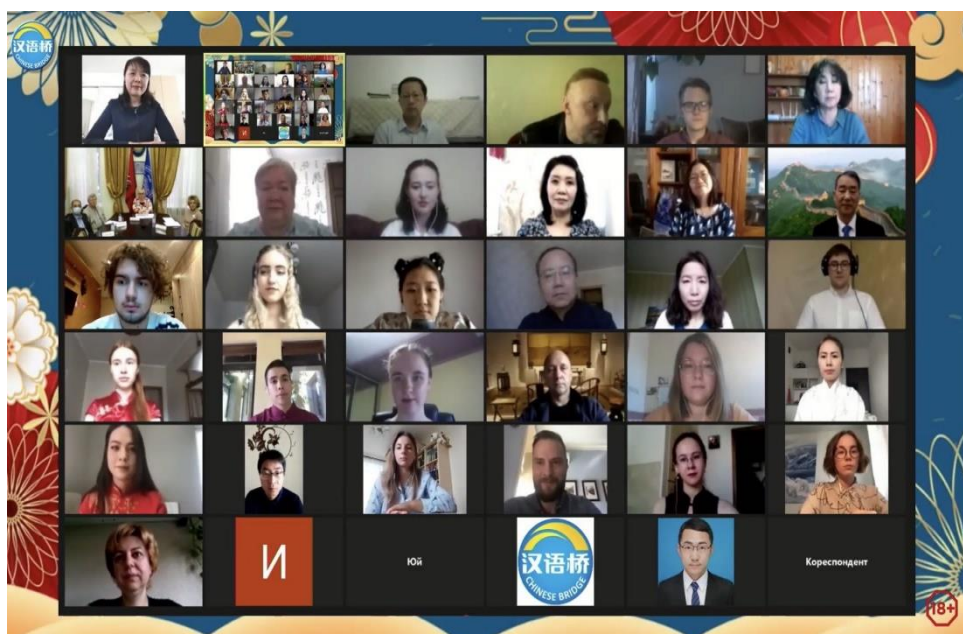 汉语桥
CHINESE BRIDGE
И
И
Юй
汉语桥
CHINESE BRIDGE
Кореспондент
18+